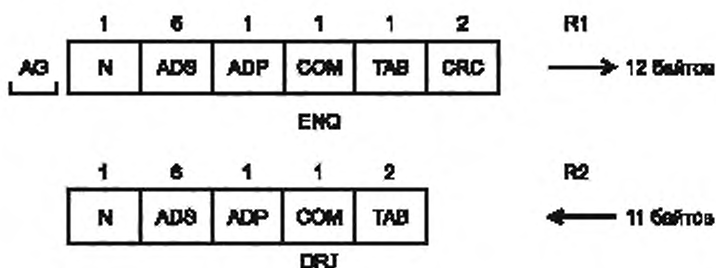 1 6 1 1 1 2 R1
AG N ADS ADP COM TAB CRC 12 байтов
ENQ
1 6 1 1 2 R2
N ADS ADP COM TAB 11 байтов
DRJ